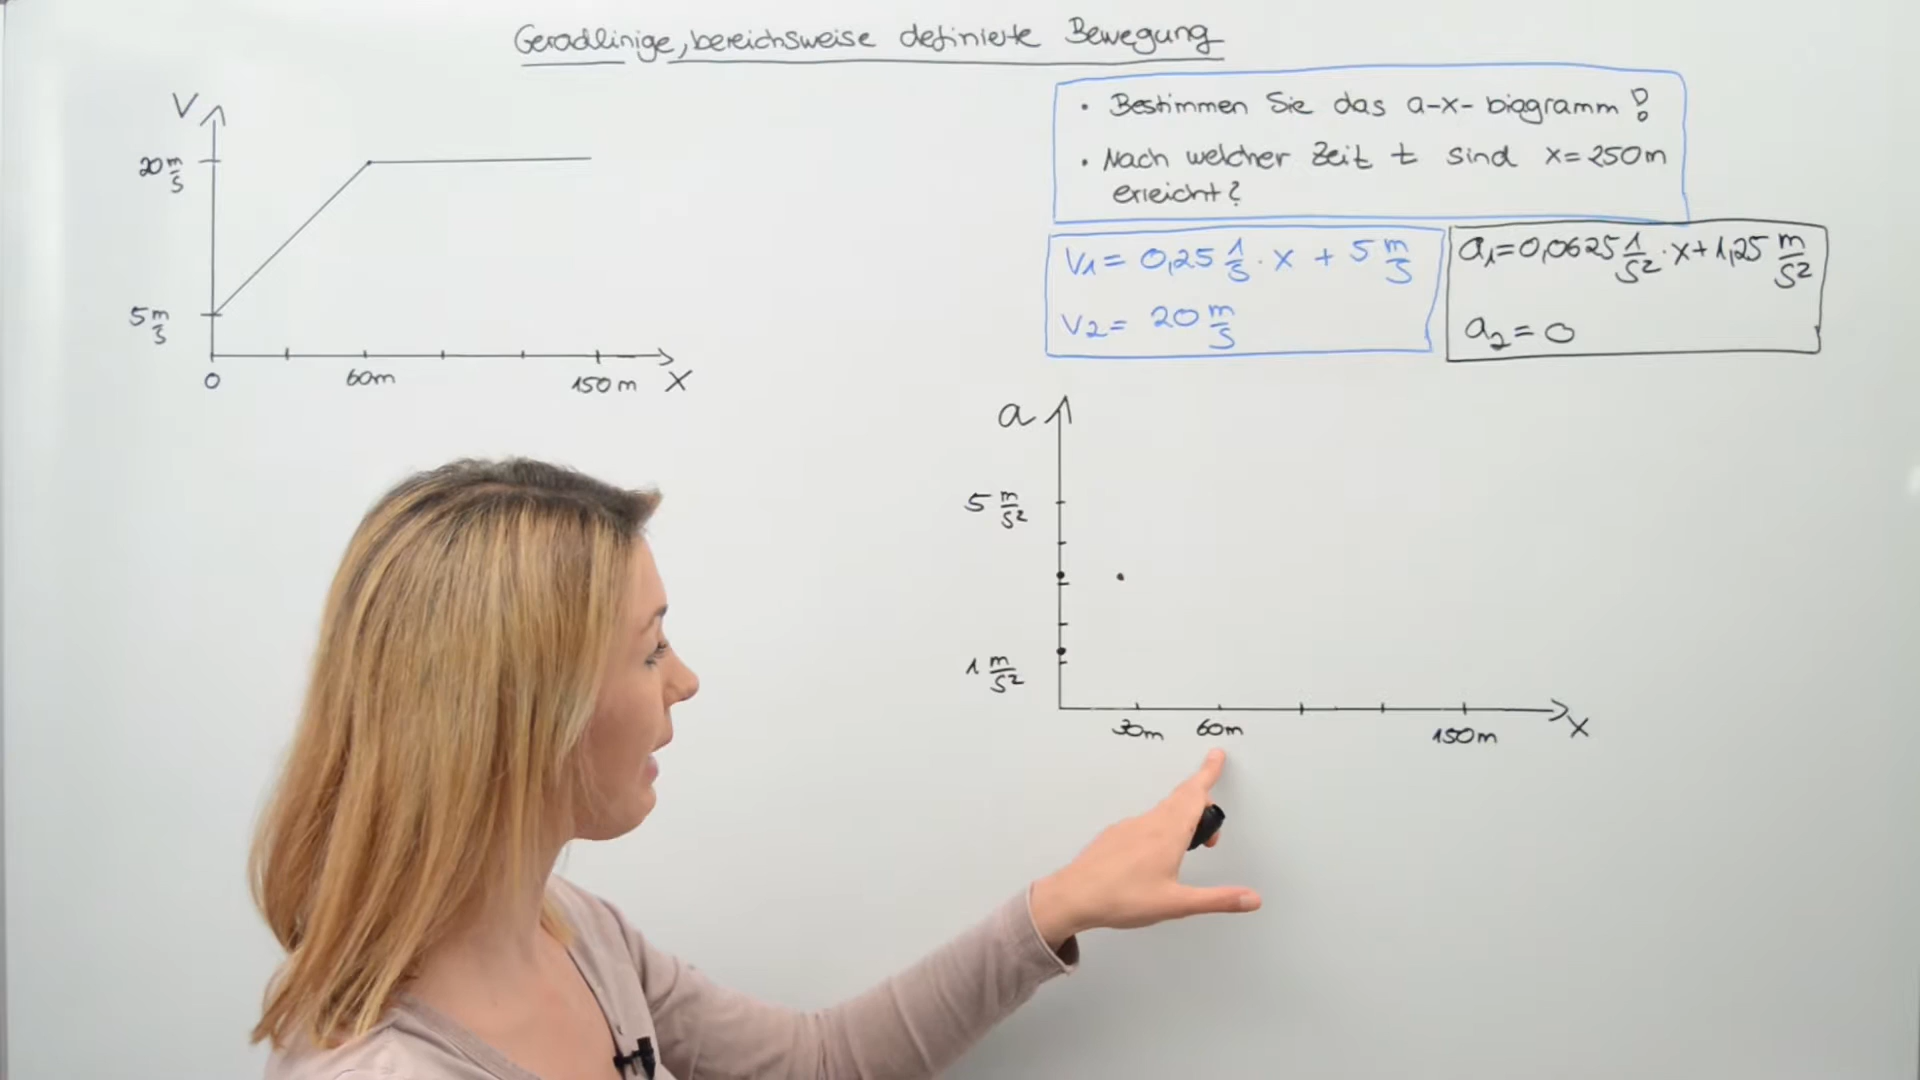 Geradlinige, bereichsweise definierte Bewegung
V
20 m/s
5 m/s
0
60m
150m
X
• Bestimmen Sie das a-x-Diagramm!
• Nach welcher Zeit t sind x=250m
erreicht?
V1= 0,25 1/s · x + 5 m/s
V2= 20 m/s
a1=0,0625 1/s² · x+1,25 m/s²
a2=0
a
5 m/s²
1 m/s²
30m
60m
150m
X